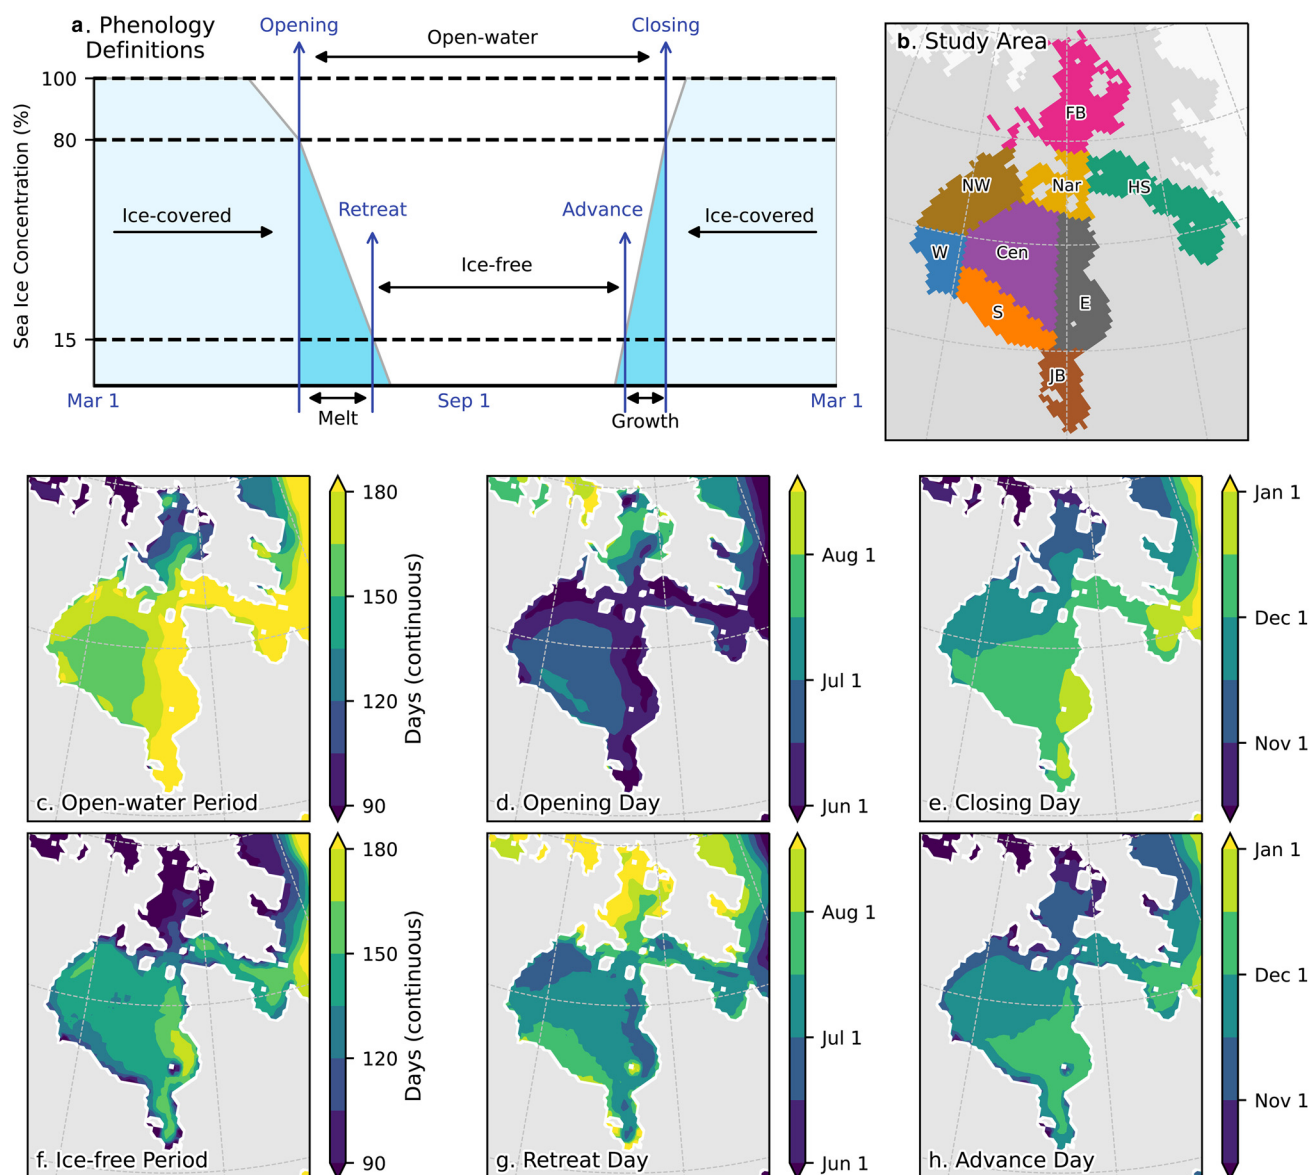 a. Phenology
Definitions
Opening
Closing
Open-water
100
80
15
Sea Ice Concentration (%)
Ice-covered
Retreat
Advance
Ice-covered
Ice-free
Mar 1
Melt
Sep 1
Growth
Mar 1
b. Study Area
FB
NW
Nar
HS
W
Cen
S
E
JB
180
150
120
90
Days (continuous)
c. Open-water Period
Aug 1
Jul 1
Jun 1
d. Opening Day
Jan 1
Dec 1
Nov 1
e. Closing Day
180
150
120
90
Days (continuous)
f. Ice-free Period
Aug 1
Jul 1
Jun 1
g. Retreat Day
Jan 1
Dec 1
Nov 1
h. Advance Day